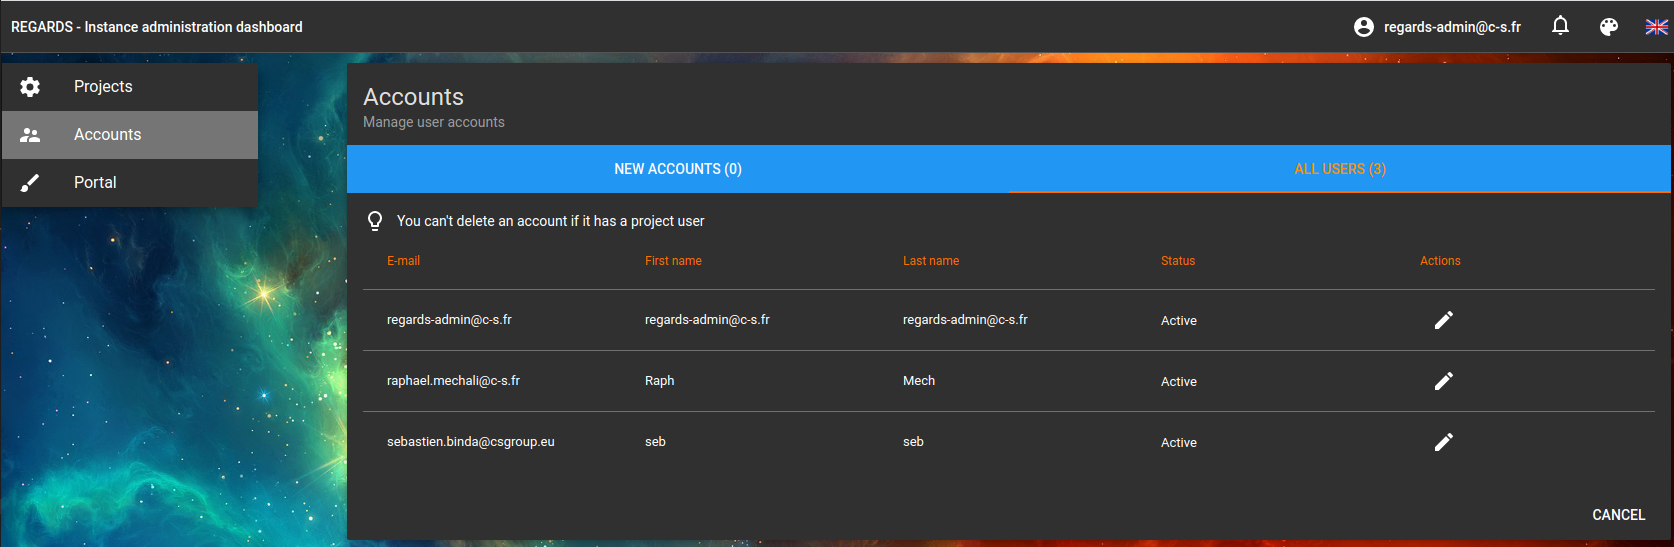 REGARDS - Instance administration dashboard
regards-admin@c-s.fr
Projects
Accounts
Portal
Accounts
Manage user accounts
NEW ACCOUNTS (0)
ALL USERS (3)
You can't delete an account if it has a project user
E-mail First name Last name Status Actions
regards-admin@c-s.fr regards-admin@c-s.fr regards-admin@c-s.fr Active
raphael.mechali@c-s.fr Raph Mech Active
sebastien.binda@csgroup.eu seb seb Active
CANCEL